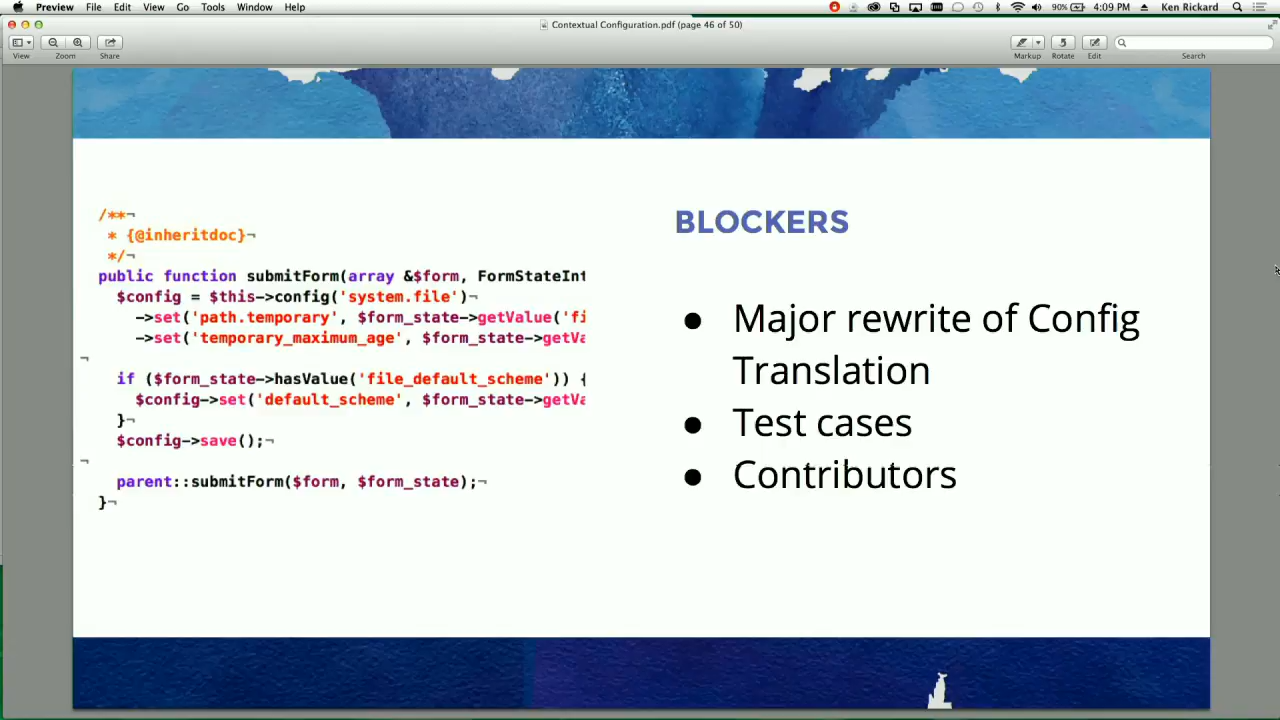 Preview File Edit View Go Tools Window Help 90% 4:09 PM Ken Rickard
Contextual Configuration.pdf (page 46 of 50)
View Zoom Share Markup Rotate Edit Search
/**¬
* {@inheritdoc}¬
*/¬
public function submitForm(array &$form, FormStateInt
$config = $this->config('system.file')¬
->set('path.temporary', $form_state->getValue('fi
->set('temporary_maximum_age', $form_state->getVa
¬
if ($form_state->hasValue('file_default_scheme')) {
$config->set('default_scheme', $form_state->getVa
}¬
$config->save();¬
¬
parent::submitForm($form, $form_state);¬
}¬
BLOCKERS
● Major rewrite of Config
Translation
● Test cases
● Contributors